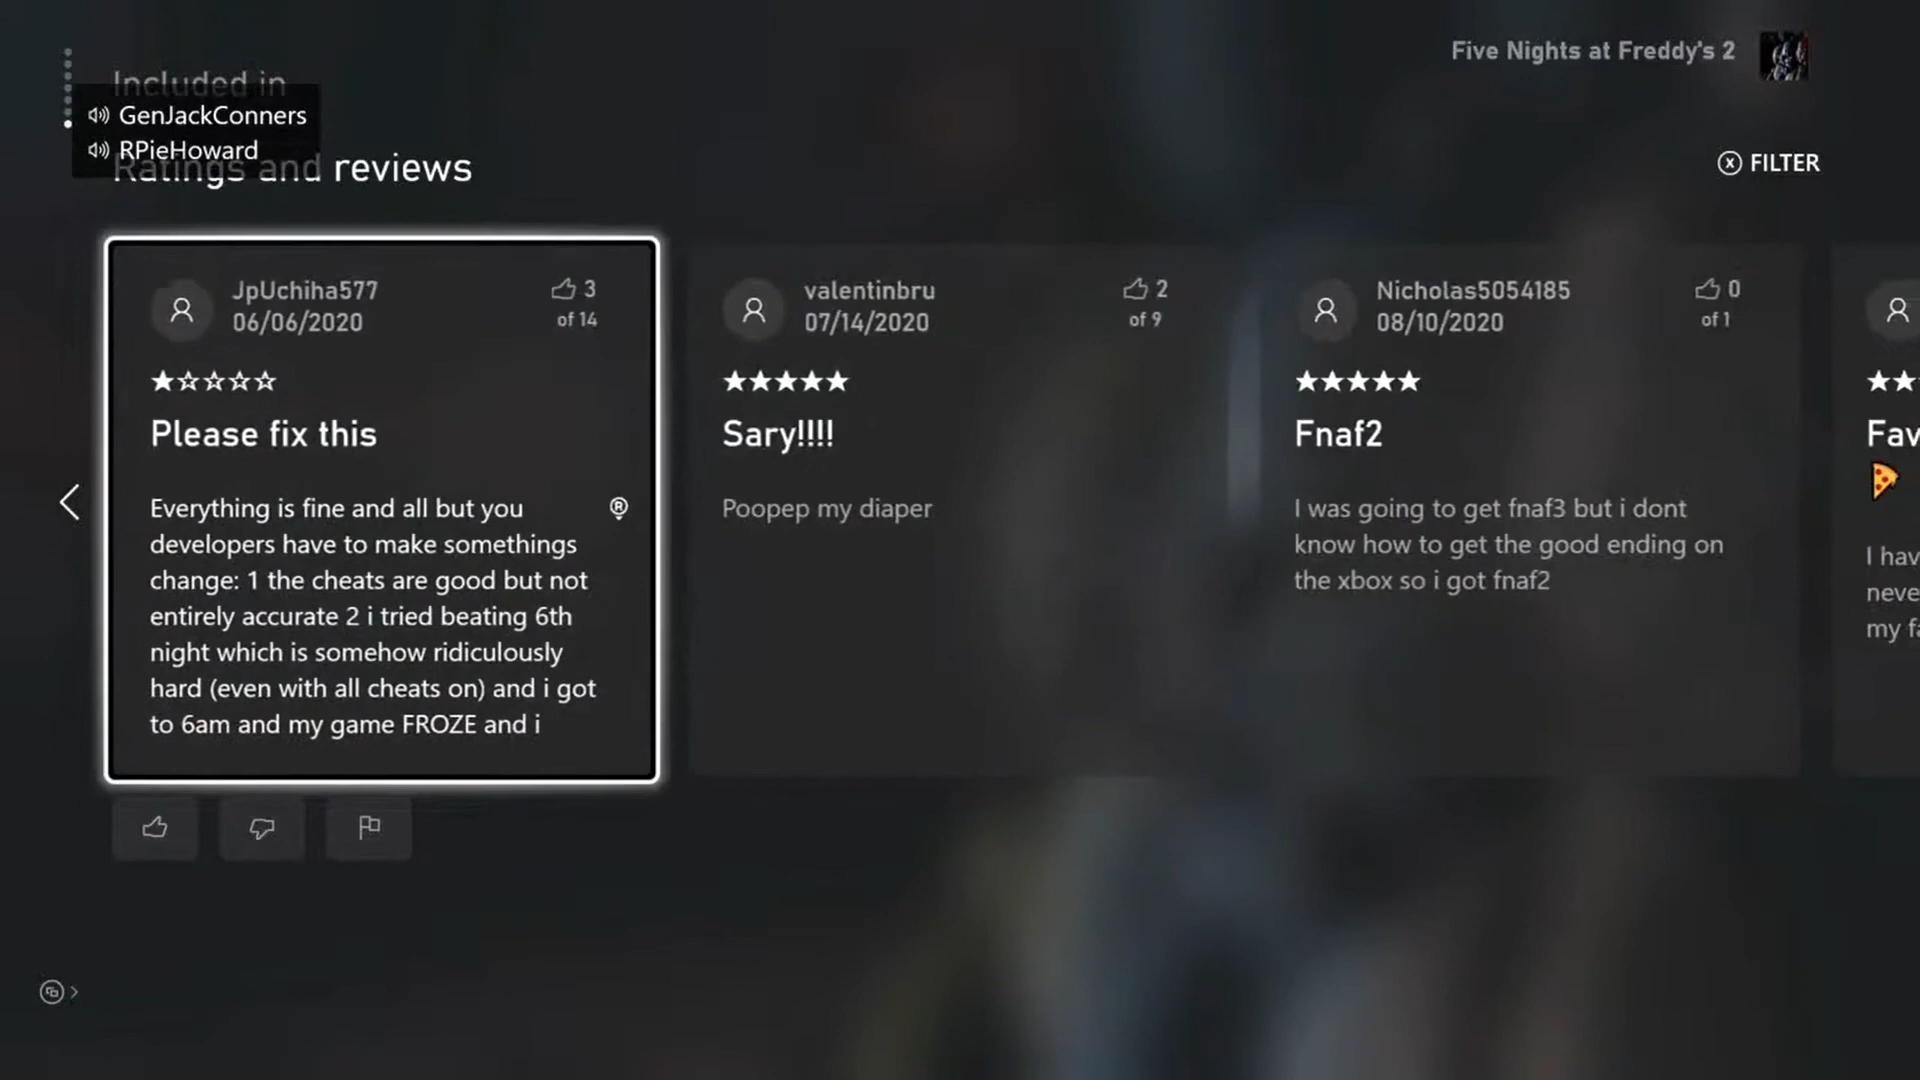 Five Nights at Freddy's 2
Included in
GenJackConners
RPieHoward
Ratings and reviews
FILTER
JpUchiha577
06/06/2020
3
of 14
Please fix this
Everything is fine and all but you
developers have to make somethings
change: 1 the cheats are good but not
entirely accurate 2 i tried beating 6th
night which is somehow ridiculously
hard (even with all cheats on) and i got
to 6am and my game FROZE and i
valentinbru
07/14/2020
2
of 9
Sary!!!!
Poopep my diaper
Nicholas5054185
08/10/2020
0
of 1
Fnaf2
I was going to get fnaf3 but i dont
know how to get the good ending on
the xbox so i got fnaf2
Fav
I hav
neve
my fa